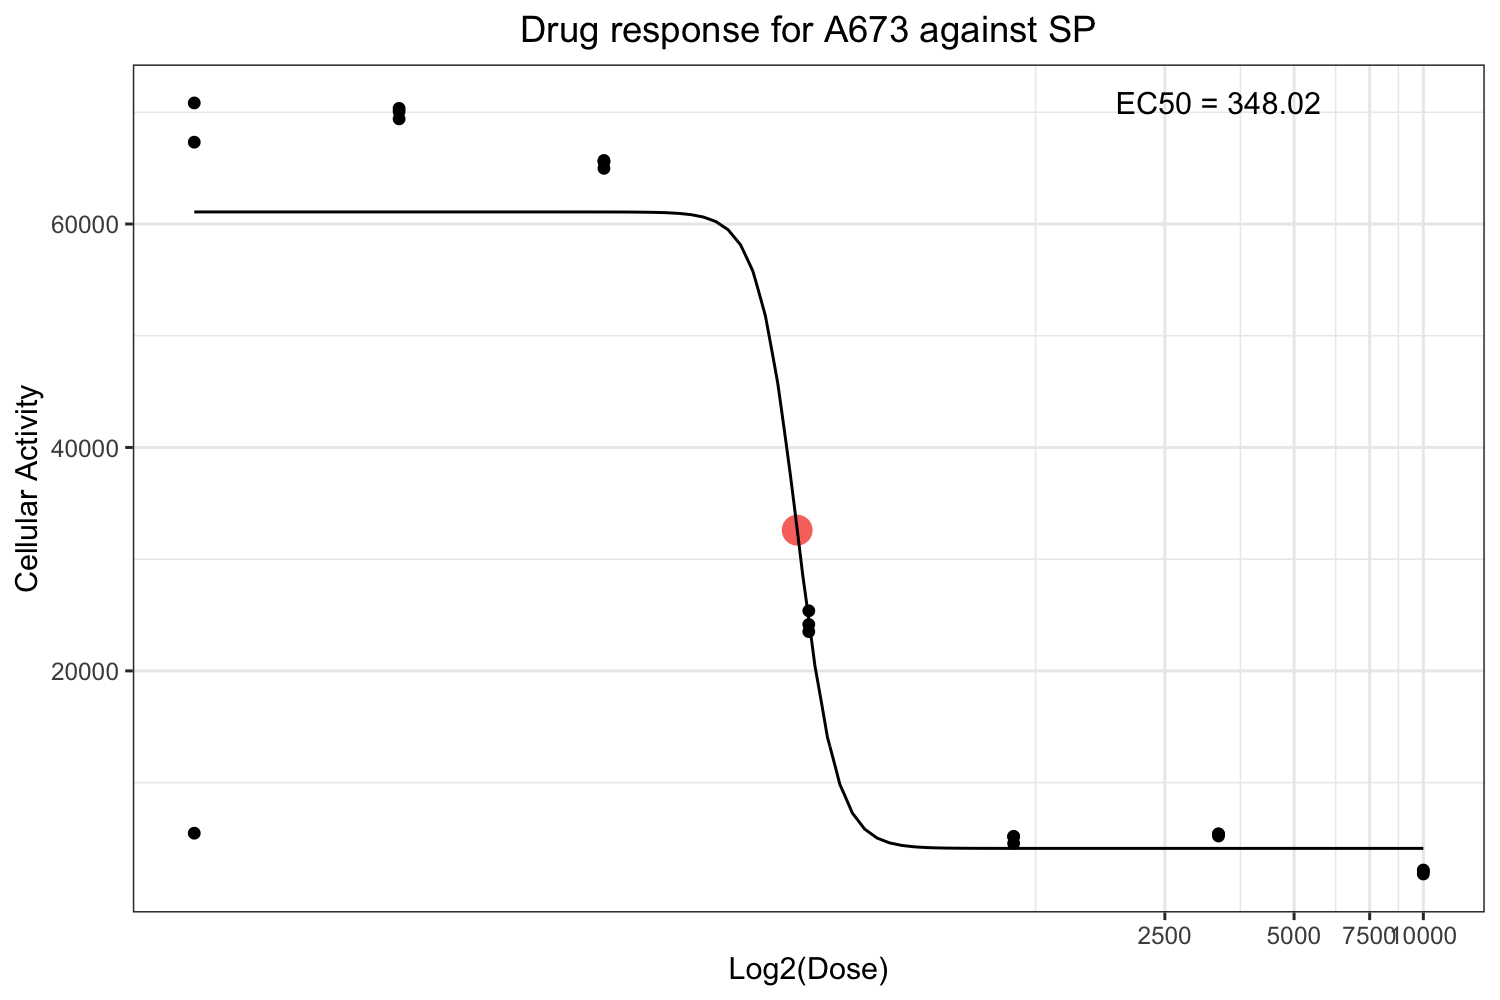 Drug response for A673 against SP
EC50 = 348.02
Cellular Activity
60000
40000
20000
2500
5000
7500
10000
Log2(Dose)